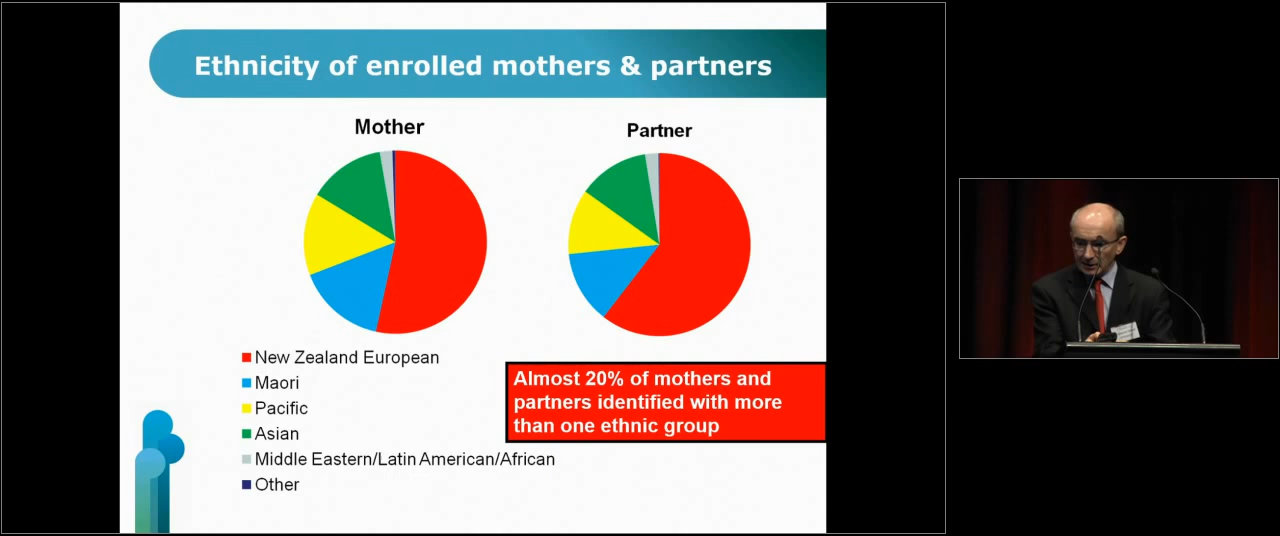 Ethnicity of enrolled mothers & partners
Mother
Partner
New Zealand European
Maori
Pacific
Asian
Middle Eastern/Latin American/African
Other
Almost 20% of mothers and
partners identified with more
than one ethnic group